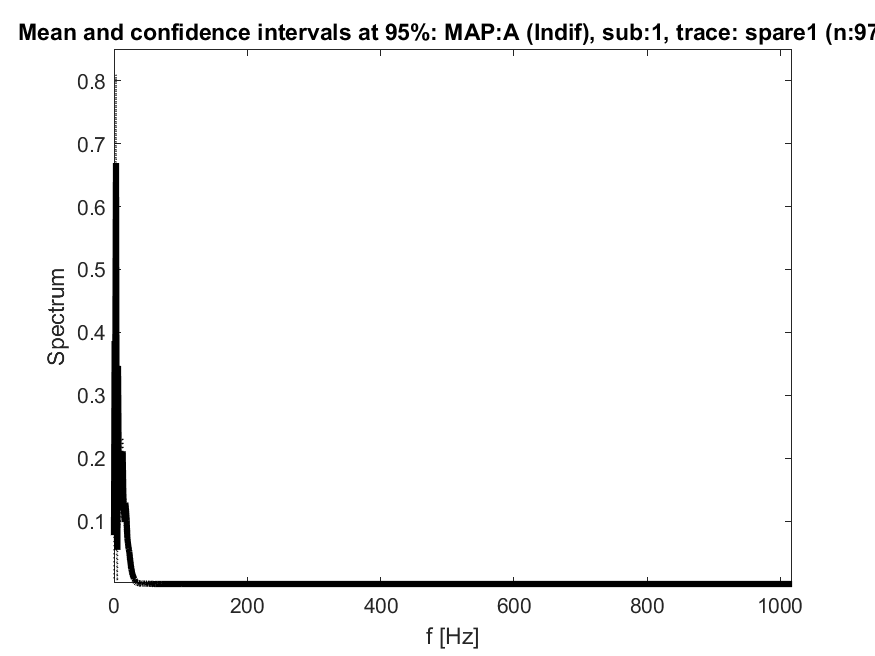 Mean and confidence intervals at 95%: MAP:A (Indif), sub:1, trace: spare1 (n:97
0.8
0.7
0.6
0.5
0.4
0.3
0.2
0.1
Spectrum
0 200 400 600 800 1000
f [Hz]